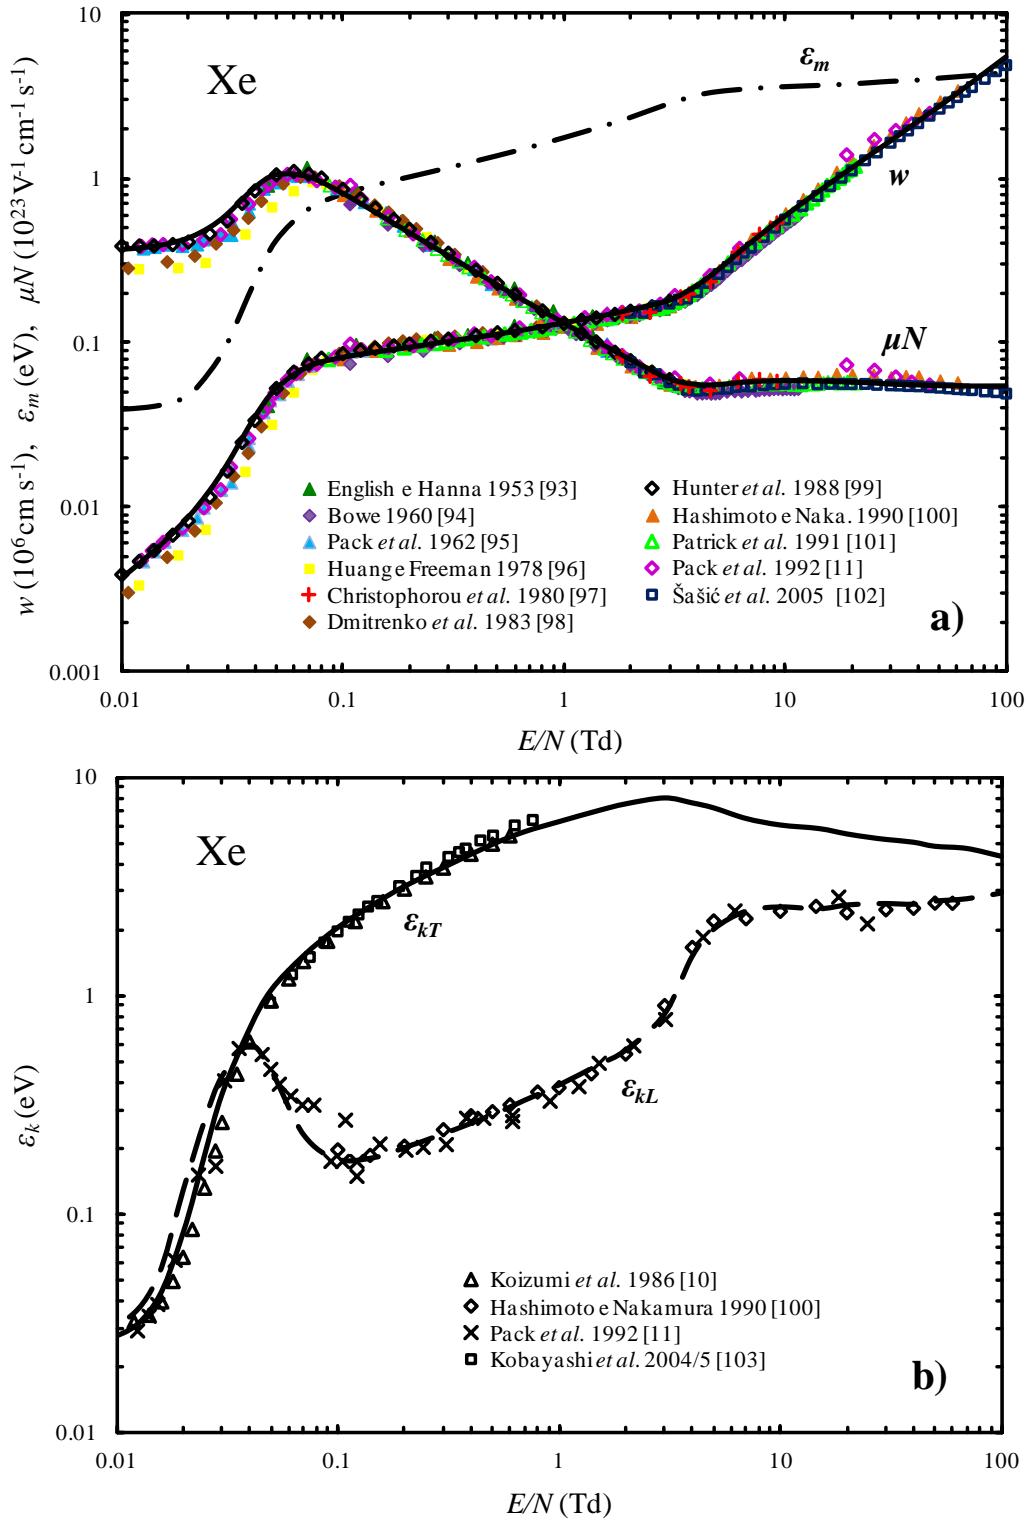 10
1
0.1
0.01
0.001
w (10⁶ cm s⁻¹), ε_m (eV), μN (10²³ V⁻¹ cm⁻¹ s⁻¹)
Xe
ε_m
w
μN
English e Hanna 1953 [93]
Bowe 1960 [94]
Pack et al. 1962 [95]
Huang e Freeman 1978 [96]
Christophorou et al. 1980 [97]
Dmitrenko et al. 1983 [98]
Hunter et al. 1988 [99]
Hashimoto e Naka. 1990 [100]
Patrick et al. 1991 [101]
Pack et al. 1992 [11]
Šašić et al. 2005 [102]
a)
0.01 0.1 1 10 100
E/N (Td)
10
1
0.1
0.01
ε_k (eV)
Xe
ε_kT
ε_kL
Koizumi et al. 1986 [10]
Hashimoto e Nakamura 1990 [100]
Pack et al. 1992 [11]
Kobayashi et al. 2004/5 [103]
b)
0.01 0.1 1 10 100
E/N (Td)